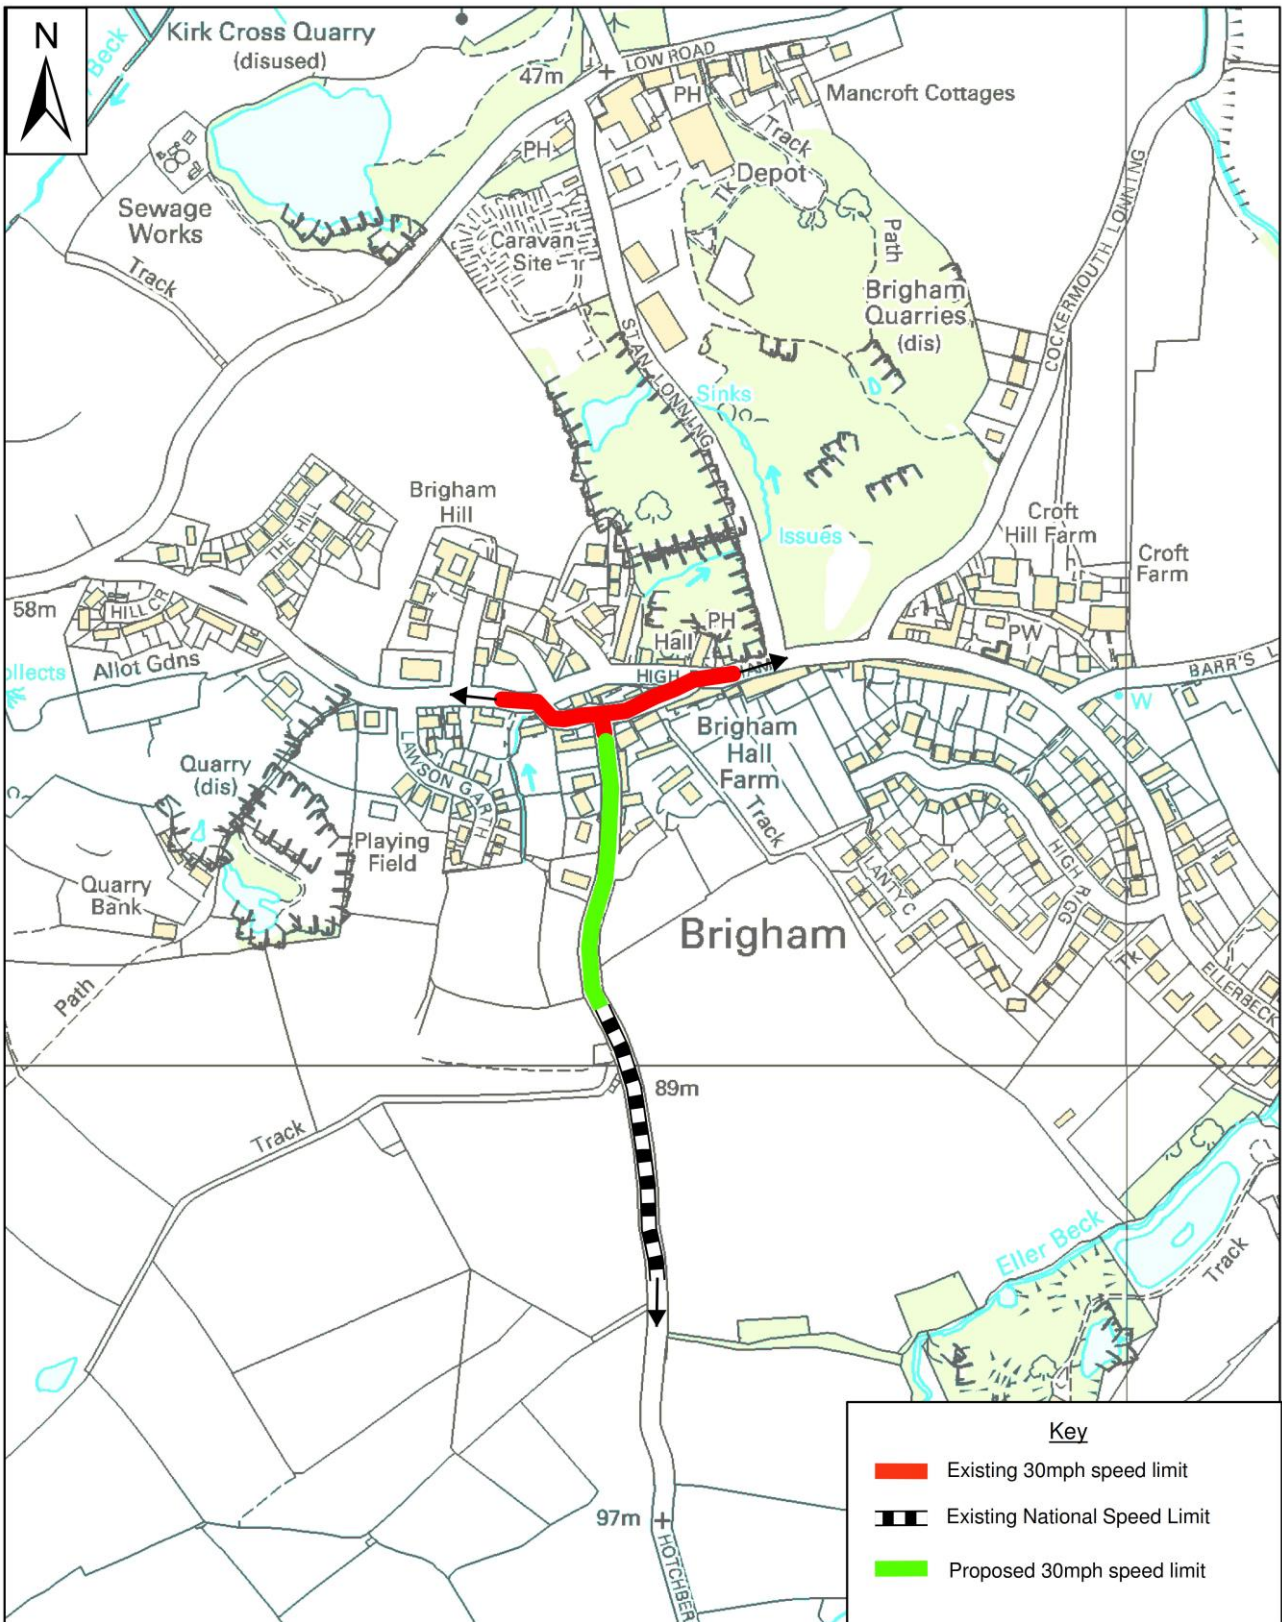 N
Kirk Cross Quarry
(disused)
Beck
47m
LOW ROAD
PH
Mancroft Cottages
PH
Track
Depot
Tk
Sewage
Works
Track
Caravan
Site
Path
Brigham
Quarries
(dis)
COCKERMOUTH LONNING
STAN LONNING
Sinks
Brigham
Hill
THE HILL
Issues
Croft
Hill Farm
Croft
Farm
58m
HILL CR
PH
Hall
PW
Allot Gdns
ollects
HIGH
BARR'S L
W
Brigham
Hall
Farm
LAWSON GARTH
Quarry
(dis)
Track
Playing
Field
HIGH RIGG
LANTY C
Quarry
Bank
Brigham
Tk
ELLERBECK
Path
89m
Track
Eller Beck
Track
97m
HOTCHBER
Key
Existing 30mph speed limit
Existing National Speed Limit
Proposed 30mph speed limit